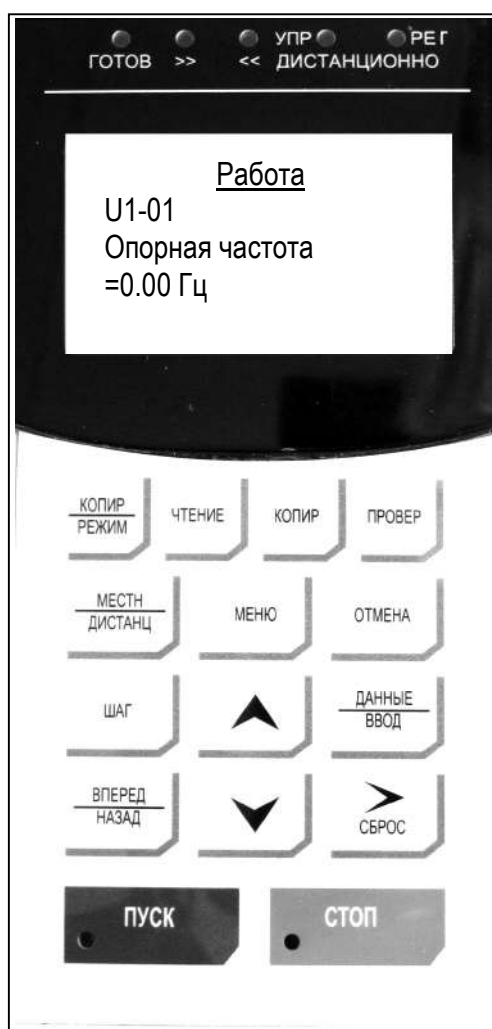 УПР РЕГ
ГОТОВ >> << ДИСТАНЦИОННО
Работа
U1-01
Опорная частота
=0.00 Гц
КОПИР
РЕЖИМ
ЧТЕНИЕ
КОПИР
ПРОВЕР
МЕСТН
ДИСТАНЦ
МЕНЮ
ОТМЕНА
ШАГ
ДАННЫЕ
ВВОД
ВПЕРЕД
НАЗАД
СБРОС
ПУСК
СТОП